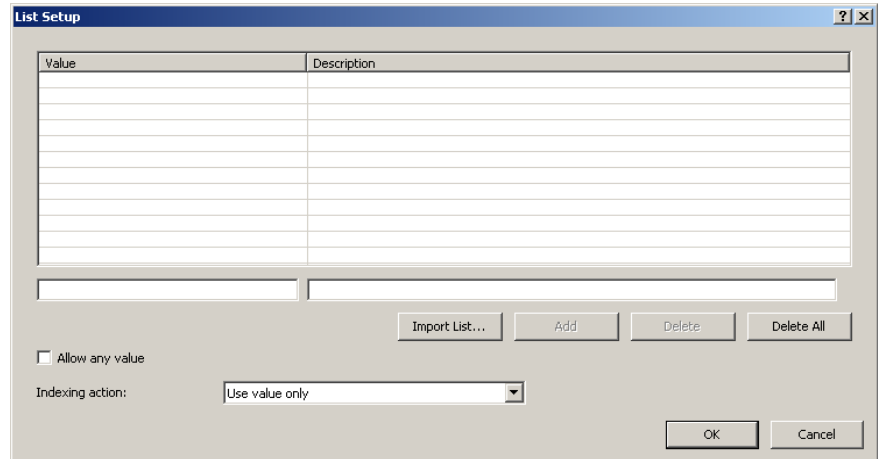 List Setup
Value Description
Import List... Add Delete Delete All
Allow any value
Indexing action: Use value only
OK Cancel